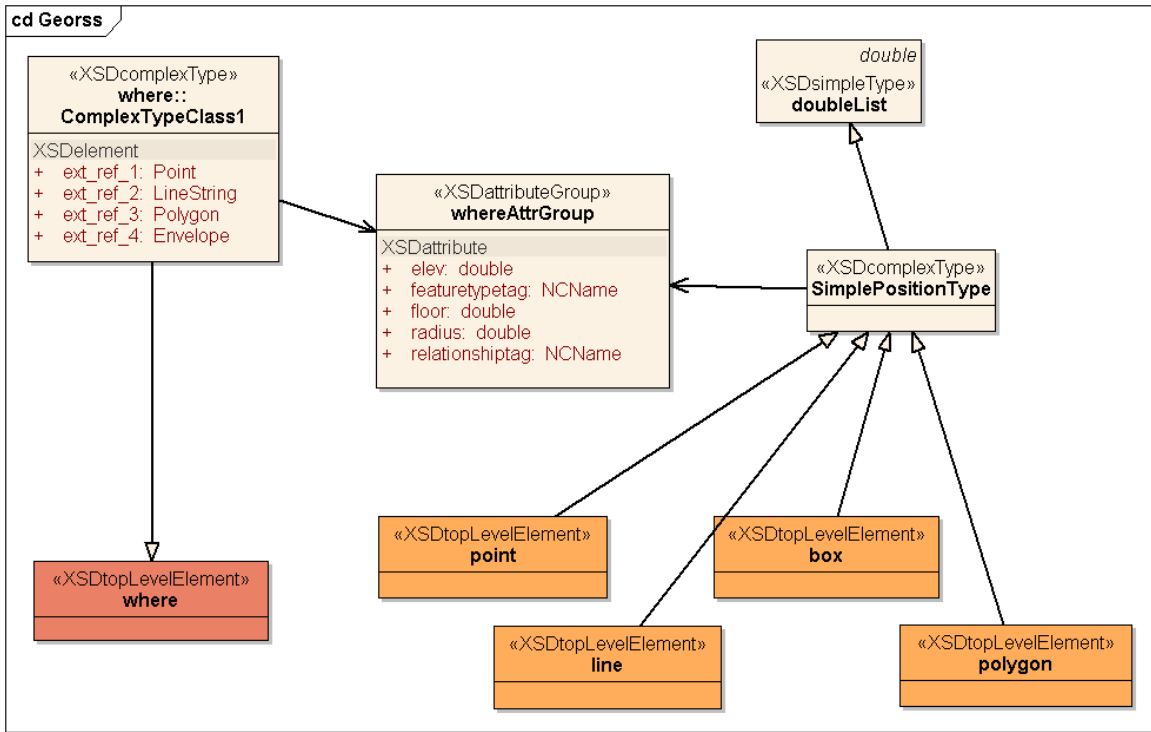 cd Georss
«XSDcomplexType»
where::
ComplexTypeClass1
XSDelement
+ ext_ref_1: Point
+ ext_ref_2: LineString
+ ext_ref_3: Polygon
+ ext_ref_4: Envelope
«XSDattributeGroup»
whereAttrGroup
XSDattribute
+ elev: double
+ featuretypetag: NCName
+ floor: double
+ radius: double
+ relationshiptag: NCName
double
«XSDsimpleType»
doubleList
«XSDcomplexType»
SimplePositionType
«XSDtopLevelElement»
where
«XSDtopLevelElement»
point
«XSDtopLevelElement»
box
«XSDtopLevelElement»
line
«XSDtopLevelElement»
polygon